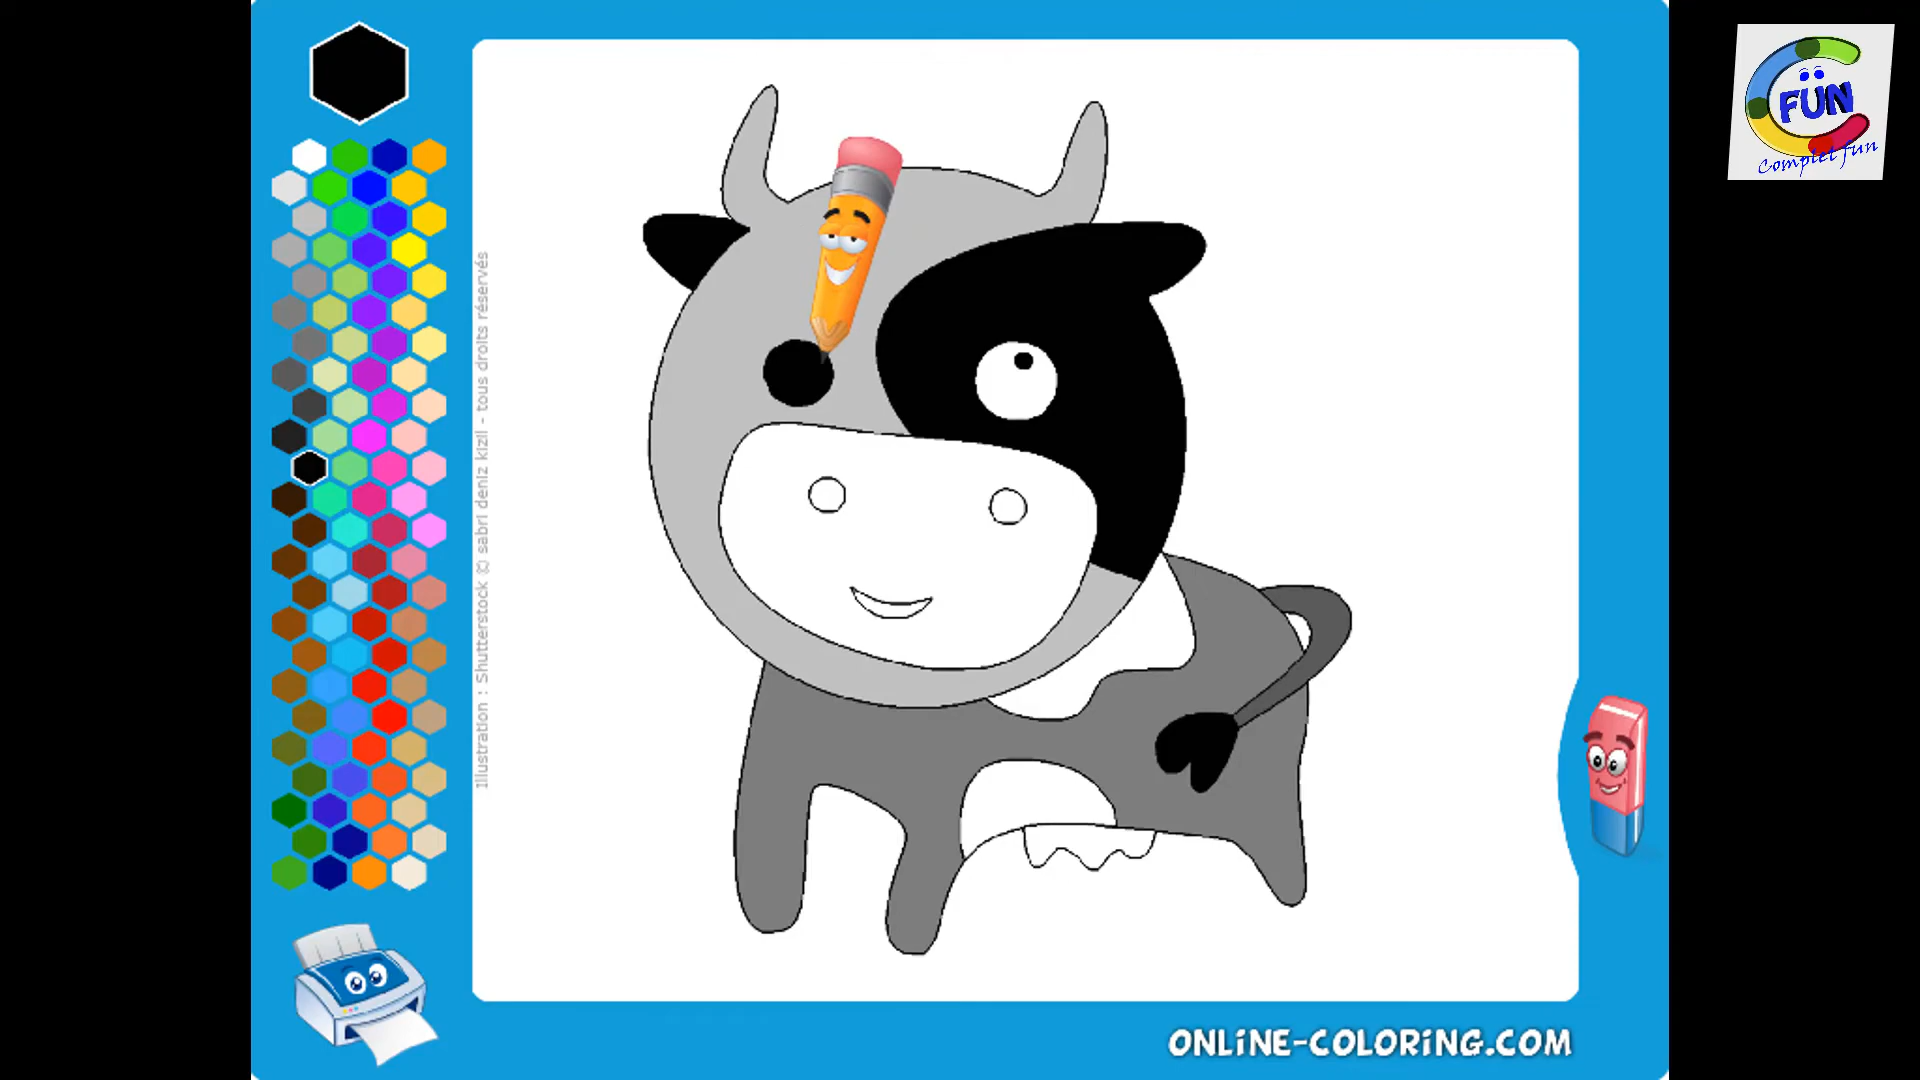 FUN
Complet fun
Illustration : Shutterstock © sabri deniz kizil - tous droits réservés
ONLINE-COLORING.COM